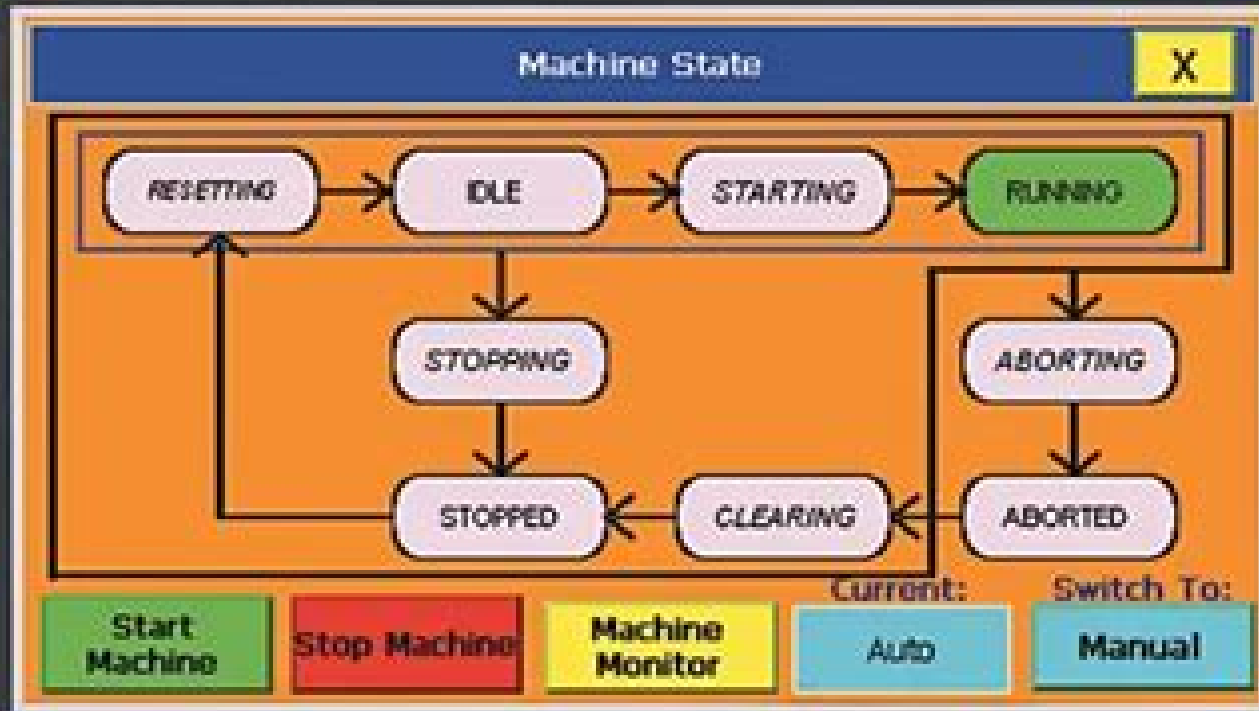 Machine State
X
RESETTING
IDLE
STARTING
RUNNING
STOPPING
ABORTING
STOPPED
CLEARING
ABORTED
Current:
Switch To:
Start
Machine
Stop Machine
Machine
Monitor
Auto
Manual